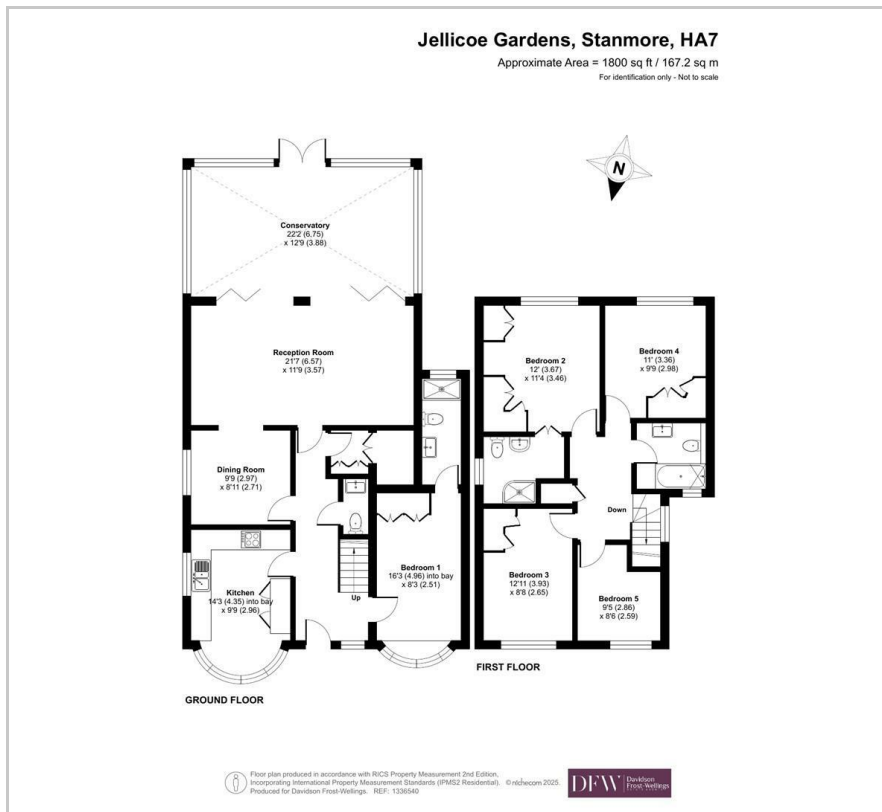 Jellicoe Gardens, Stanmore, HA7
Approximate Area = 1800 sq ft / 167.2 sq m
For identification only - Not to scale
N
Conservatory
22'2 (6.75)
x 12'9 (3.88)
Reception Room
21'7 (6.57)
x 11'9 (3.57)
Dining Room
9'9 (2.97)
x 8'11 (2.71)
Kitchen
14'3 (4.35) into bay
x 9'9 (2.96)
Up
Bedroom 1
16'3 (4.96) into bay
x 8'3 (2.51)
GROUND FLOOR
Bedroom 2
12' (3.67)
x 11'4 (3.46)
Bedroom 4
11' (3.36)
x 9'9 (2.98)
Down
Bedroom 3
12'11 (3.93)
x 8'8 (2.65)
Bedroom 5
9'5 (2.86)
x 8'6 (2.59)
FIRST FLOOR
Floor plan produced in accordance with RICS Property Measurement 2nd Edition,
Incorporating International Property Measurement Standards (IPMS2 Residential). © nichecom 2025.
Produced for Davidson Frost-Wellings. REF: 1336540
DFW
Davidson
Frost-Wellings